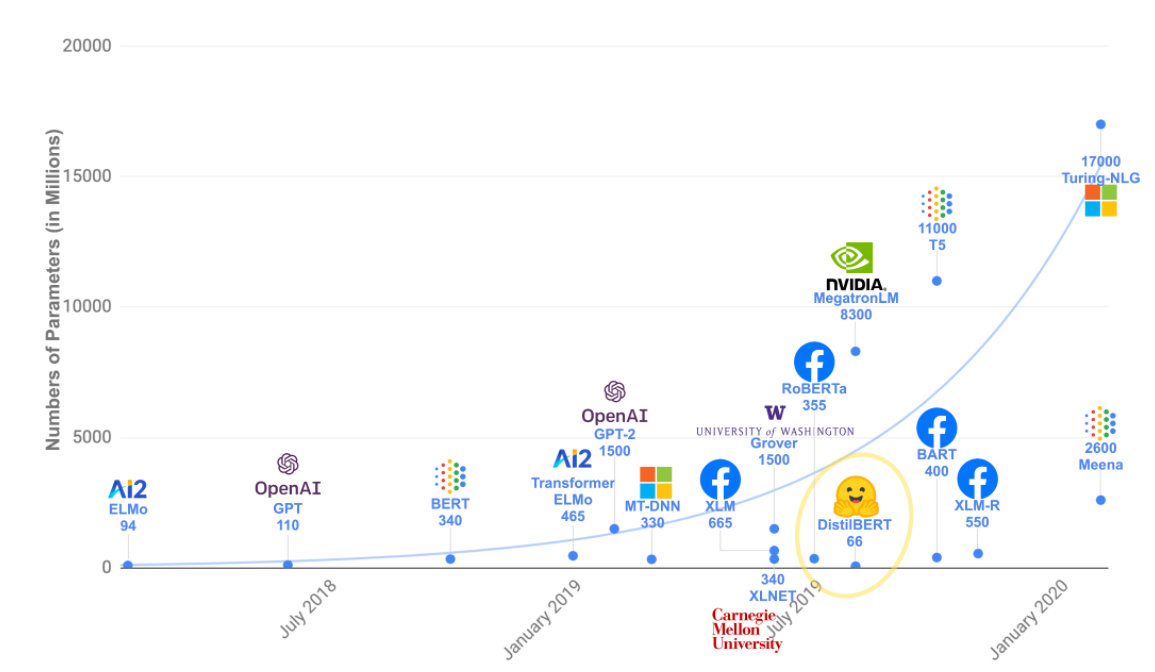 20000
15000
10000
5000
0
Numbers of Parameters (in Millions)
Ai2
ELMo
94
OpenAI
GPT
110
BERT
340
Ai2
Transformer
ELMo
465
OpenAI
GPT-2
1500
MT-DNN
330
XLM
665
W
UNIVERSITY of WASHINGTON
Grover
1500
340
XLNET
Carnegie
Mellon
University
RoBERTa
355
NVIDIA.
MegatronLM
8300
DistilBERT
66
11000
T5
BART
400
XLM-R
550
17000
Turing-NLG
2600
Meena
July 2018
January 2019
July 2019
January 2020